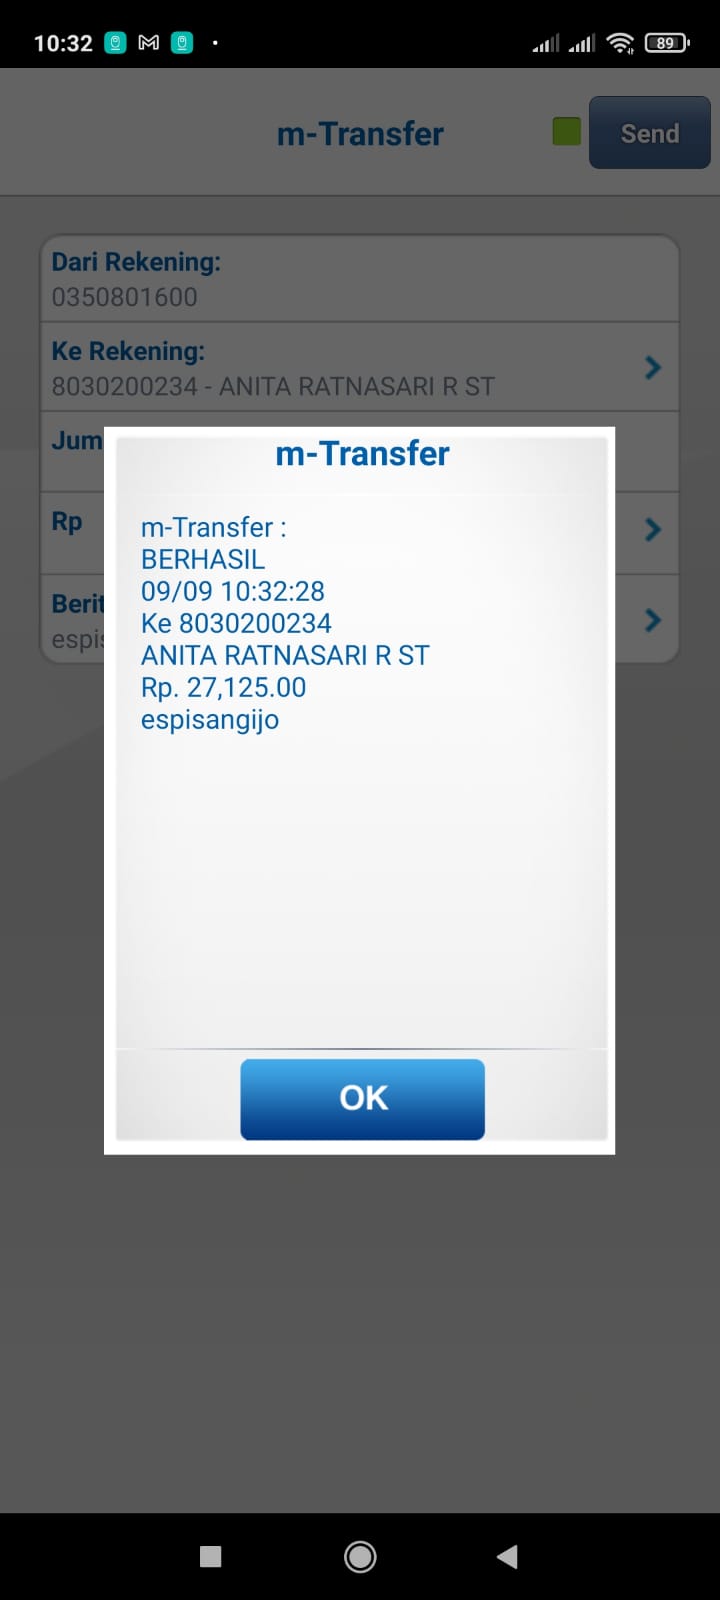 10:32
89
m-Transfer
Send
Dari Rekening:
0350801600
Ke Rekening:
8030200234 - ANITA RATNASARI R ST
Jum
Rp
Berit
espis
m-Transfer
m-Transfer :
BERHASIL
09/09 10:32:28
Ke 8030200234
ANITA RATNASARI R ST
Rp. 27,125.00
espisangijo
OK